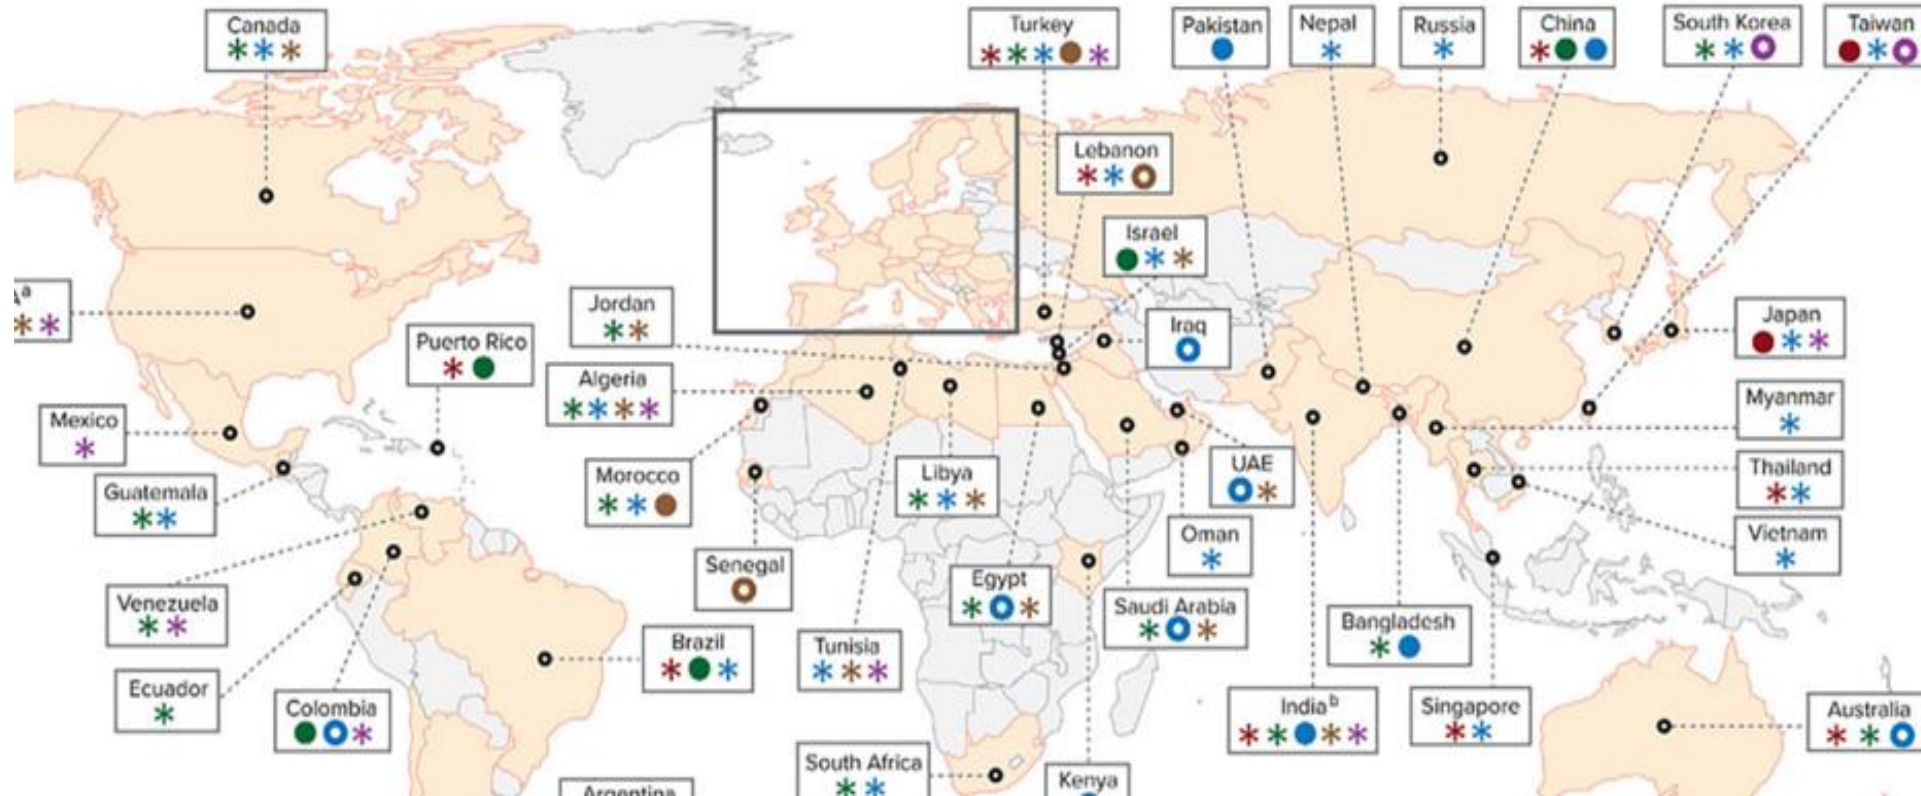 Canada
Turkey
Pakistan
Nepal
Russia
China
South Korea
Taiwan
Lebanon
Israel
Jordan
Iraq
Japan
Puerto Rico
Algeria
Mexico
Myanmar
Guatemala
Morocco
Libya
UAE
Thailand
Oman
Vietnam
Senegal
Egypt
Venezuela
Saudi Arabia
Bangladesh
Brazil
Tunisia
Ecuador
Colombia
India b
Singapore
Australia
South Africa
Kenya
Argentina